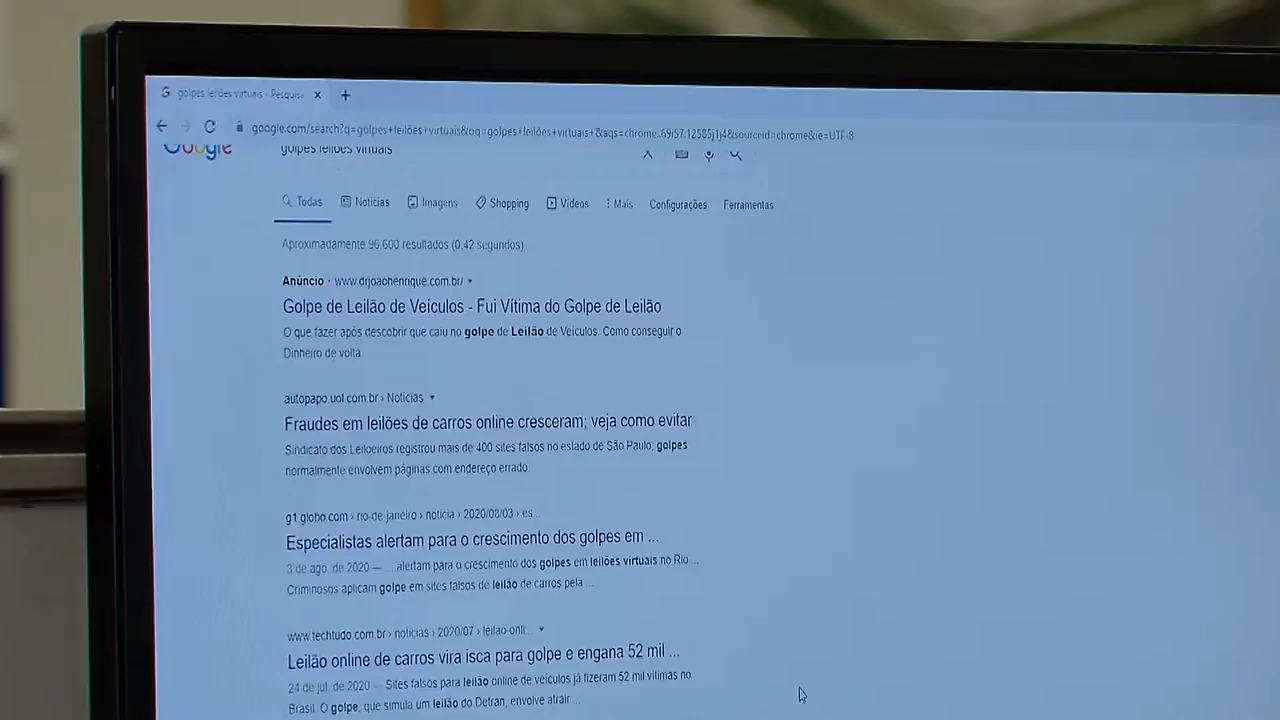 golpes leilões virtuais - Pesquis
google.com/search?q=golpes+leilões+virtuais&oq=golpes+leilões+virtuais+&aqs=chrome..69i57.12585j1j4&sourceid=chrome&ie=UTF-8
Google
golpes leilões virtuais
Todas Notícias Imagens Shopping Vídeos Mais Configurações Ferramentas
Aproximadamente 96.600 resultados (0,42 segundos)
Anúncio · www.drjoaohenrique.com.br/
Golpe de Leilão de Veículos - Fui Vítima do Golpe de Leilão
O que fazer após descobrir que caiu no golpe de Leilão de Veículos. Como conseguir o
Dinheiro de volta.
autopapo.uol.com.br › Notícias
Fraudes em leilões de carros online cresceram; veja como evitar
Sindicato dos Leiloeiros registrou mais de 400 sites falsos no estado de São Paulo; golpes
normalmente envolvem páginas com endereço errado.
g1.globo.com › rio-de-janeiro › noticia › 2020/08/03 › es...
Especialistas alertam para o crescimento dos golpes em ...
3 de ago. de 2020 — ... alertam para o crescimento dos golpes em leilões virtuais no Rio ...
Criminosos aplicam golpe em sites falsos de leilão de carros pela ...
www.techtudo.com.br › noticias › 2020/07 › leilao-onli...
Leilão online de carros vira isca para golpe e engana 52 mil ...
24 de jul. de 2020 — Sites falsos para leilão online de veículos já fizeram 52 mil vítimas no
Brasil. O golpe, que simula um leilão do Detran, envolve atrair ...